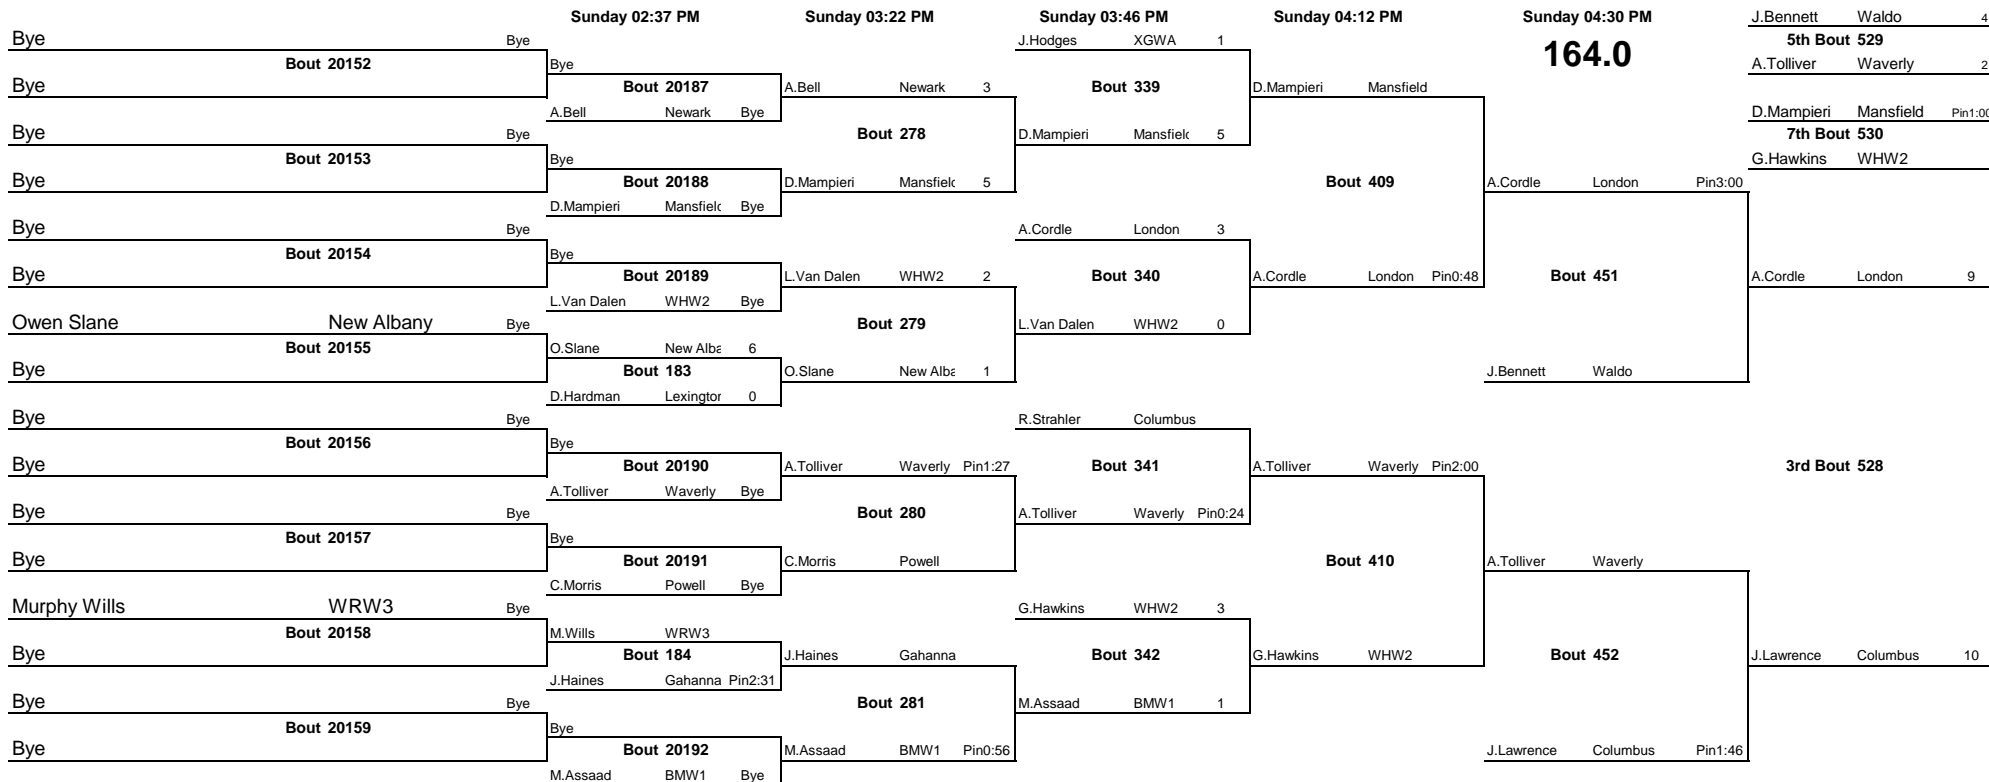 Sunday 02:37 PM Sunday 03:22 PM Sunday 03:46 PM Sunday 04:12 PM Sunday 04:30 PM J.Bennett Waldo 4
Bye Bye J.Hodges XGWA 1 164.0 5th Bout 529
Bout 20152 Bye A.Tolliver Waverly 2
Bye Bout 20187 A.Bell Newark 3 Bout 339 D.Mampieri Mansfield
A.Bell Newark Bye D.Mampieri Mansfield Pin1:00
Bye Bye Bout 278 D.Mampieri Mansfielc 5 7th Bout 530
Bout 20153 Bye G.Hawkins WHW2
Bye Bout 20188 D.Mampieri Mansfielc 5 Bout 409 A.Cordle London Pin3:00
D.Mampieri Mansfielc Bye
Bye Bye A.Cordle London 3
Bout 20154 Bye
Bye Bout 20189 L.Van Dalen WHW2 2 Bout 340 A.Cordle London Pin0:48 Bout 451 A.Cordle London 9
L.Van Dalen WHW2 Bye
Owen Slane New Albany Bye Bout 279 L.Van Dalen WHW2 0
Bout 20155 O.Slane New Alba 6
Bye Bout 183 O.Slane New Alba 1 J.Bennett Waldo
D.Hardman Lexingtor 0
Bye Bye R.Strahler Columbus
Bout 20156 Bye
Bye Bout 20190 A.Tolliver Waverly Pin1:27 Bout 341 A.Tolliver Waverly Pin2:00 3rd Bout 528
A.Tolliver Waverly Bye
Bye Bye Bout 280 A.Tolliver Waverly Pin0:24
Bout 20157 Bye
Bye Bout 20191 C.Morris Powell Bout 410 A.Tolliver Waverly
C.Morris Powell Bye
Murphy Wills WRW3 Bye G.Hawkins WHW2 3
Bout 20158 M.Wills WRW3
Bye Bout 184 J.Haines Gahanna Bout 342 G.Hawkins WHW2 Bout 452 J.Lawrence Columbus 10
J.Haines Gahanna Pin2:31
Bye Bye Bout 281 M.Assaad BMW1 1
Bout 20159 Bye
Bye Bout 20192 M.Assaad BMW1 Pin0:56 J.Lawrence Columbus Pin1:46
M.Assaad BMW1 Bye